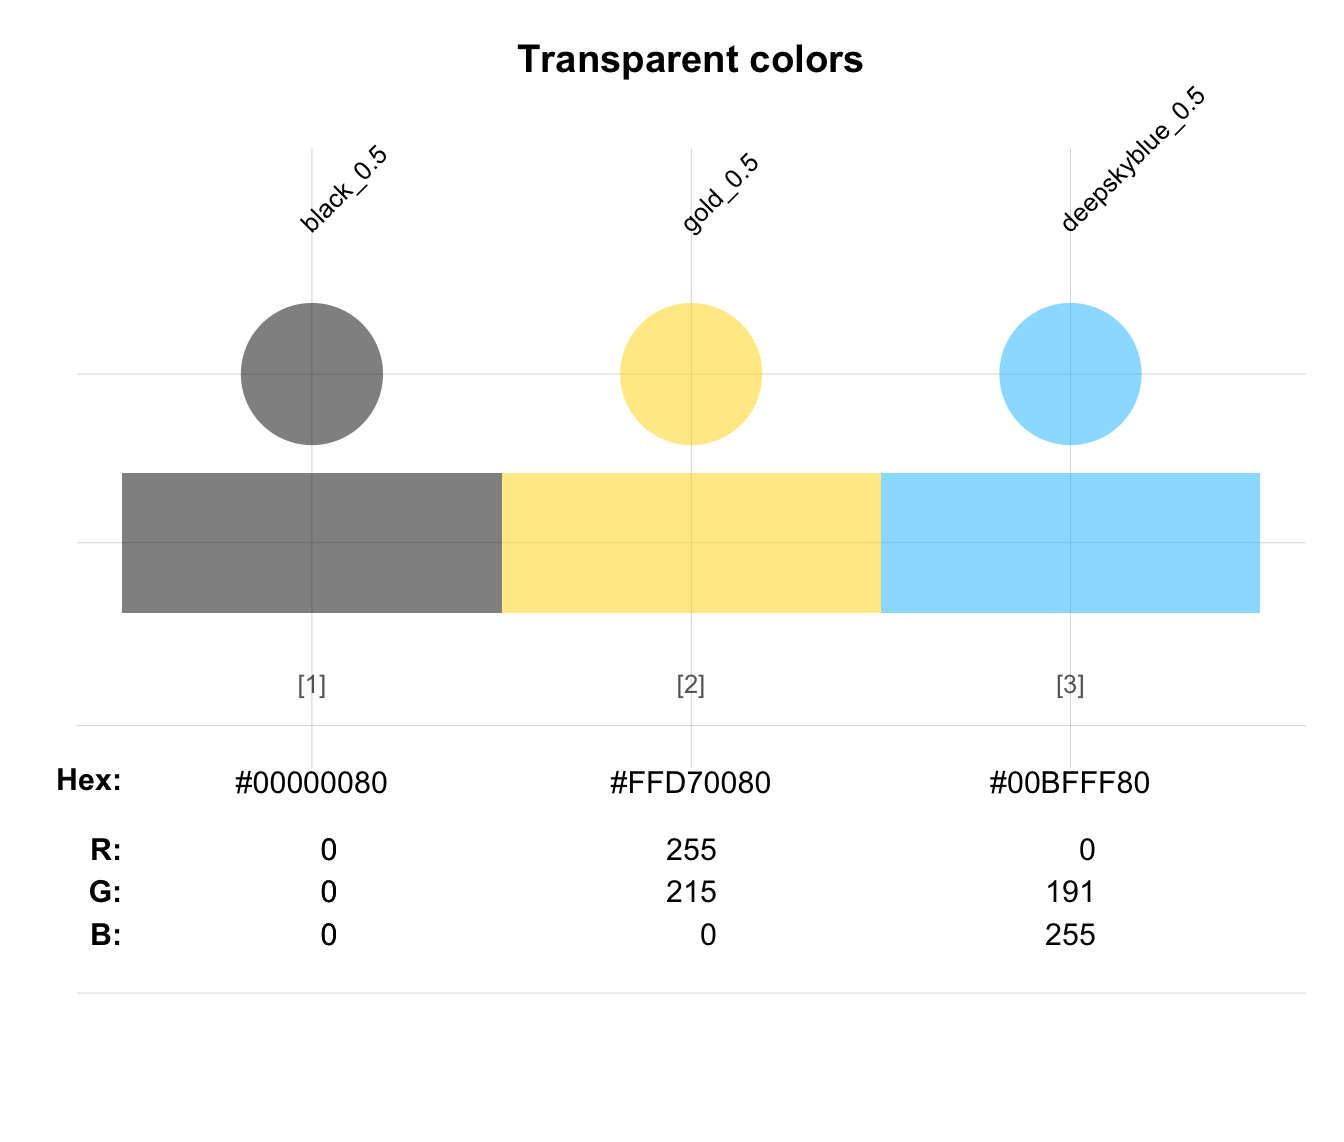 Transparent colors
black_0.5 gold_0.5 deepskyblue_0.5
[1] [2] [3]
Hex: #00000080 #FFD70080 #00BFFF80
R: 0 255 0
G: 0 215 191
B: 0 0 255